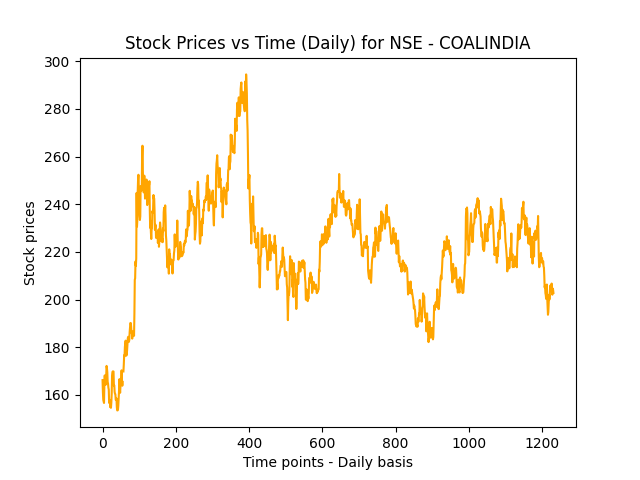 Stock Prices vs Time (Daily) for NSE - COALINDIA
300
280
260
240
220
200
180
160
Stock prices
0 200 400 600 800 1000 1200
Time points - Daily basis